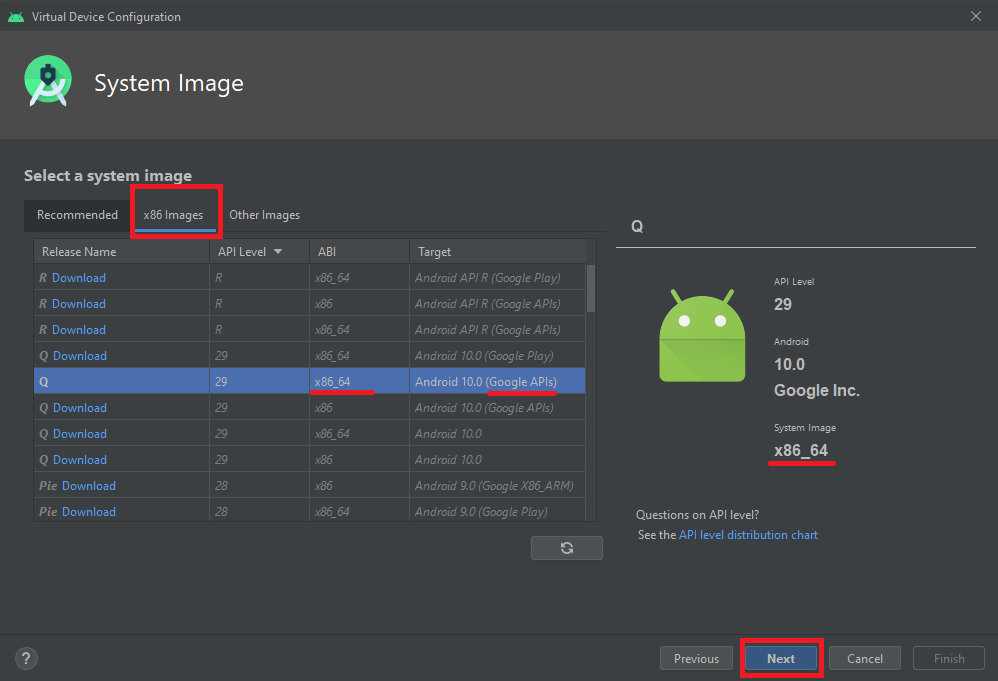 Virtual Device Configuration
System Image
Select a system image
Recommended x86 Images Other Images
Release Name API Level ABI Target
R Download R x86_64 Android API R (Google Play)
R Download R x86 Android API R (Google APIs)
R Download R x86_64 Android API R (Google APIs)
Q Download 29 x86_64 Android 10.0 (Google Play)
Q 29 x86_64 Android 10.0 (Google APIs)
Q Download 29 x86 Android 10.0 (Google APIs)
Q Download 29 x86_64 Android 10.0
Q Download 29 x86 Android 10.0
Pie Download 28 x86 Android 9.0 (Google X86_ARM)
Pie Download 28 x86_64 Android 9.0 (Google Play)
Q
API Level
29
Android
10.0
Google Inc.
System Image
x86_64
Questions on API level?
See the API level distribution chart
? Previous Next Cancel Finish